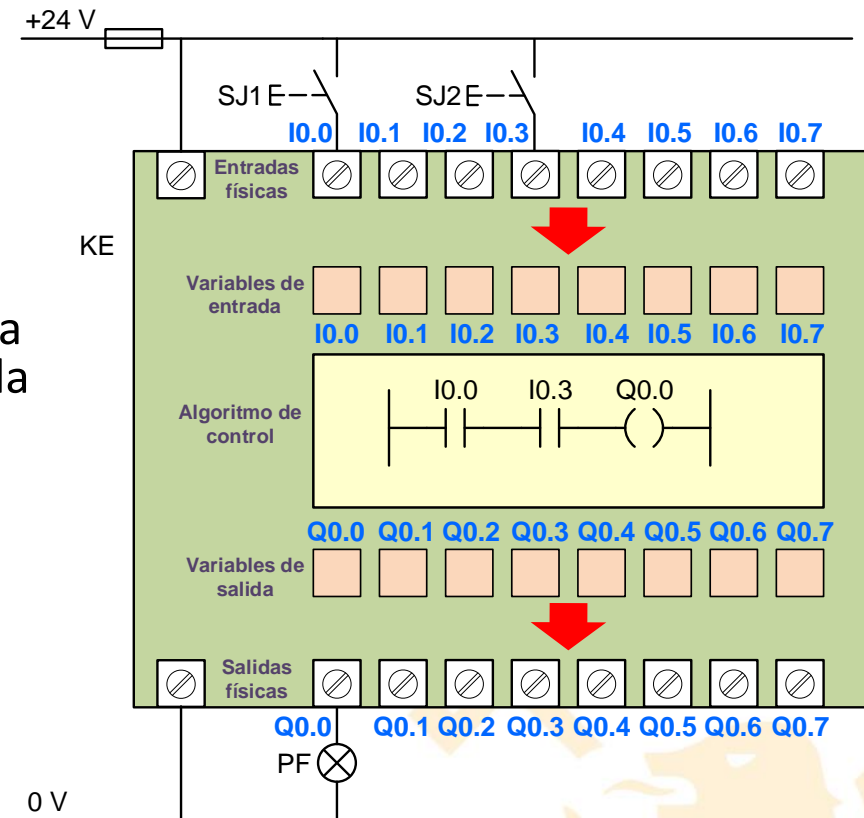 +24 V
SJ1 SJ2
I0.0 I0.1 I0.2 I0.3 I0.4 I0.5 I0.6 I0.7
Entradas
físicas
KE
Variables de
entrada
I0.0 I0.1 I0.2 I0.3 I0.4 I0.5 I0.6 I0.7
a
da
I0.0 I0.3 Q0.0
Algoritmo de
control
Q0.0 Q0.1 Q0.2 Q0.3 Q0.4 Q0.5 Q0.6 Q0.7
Variables de
salida
Salidas
físicas
Q0.0 Q0.1 Q0.2 Q0.3 Q0.4 Q0.5 Q0.6 Q0.7
PF
0 V